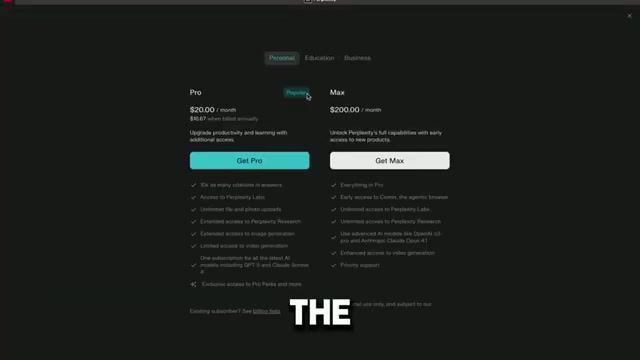 Perplexity
Personal Education Business
Pro Popular
$20.00 / month
$16.67 when billed annually
Upgrade productivity and learning with
additional access.
Get Pro
10x as many citations in answers
Access to Perplexity Labs
Unlimited file and photo uploads
Extended access to Perplexity Research
Extended access to image generation
Limited access to video generation
One subscription for all the latest AI
models including GPT-5 and Claude Sonnet
4
Exclusive access to Pro Perks and more
Max
$200.00 / month
Unlock Perplexity's full capabilities with early
access to new products.
Get Max
Everything in Pro
Early access to Comet, the agentic browser
Unlimited access to Perplexity Labs
Unlimited access to Perplexity Research
Use advanced AI models like OpenAI o3-
pro and Anthropic Claude Opus 4.1
Enhanced access to video generation
Priority support
Existing subscriber? See billing help
use only, and subject to our
THE